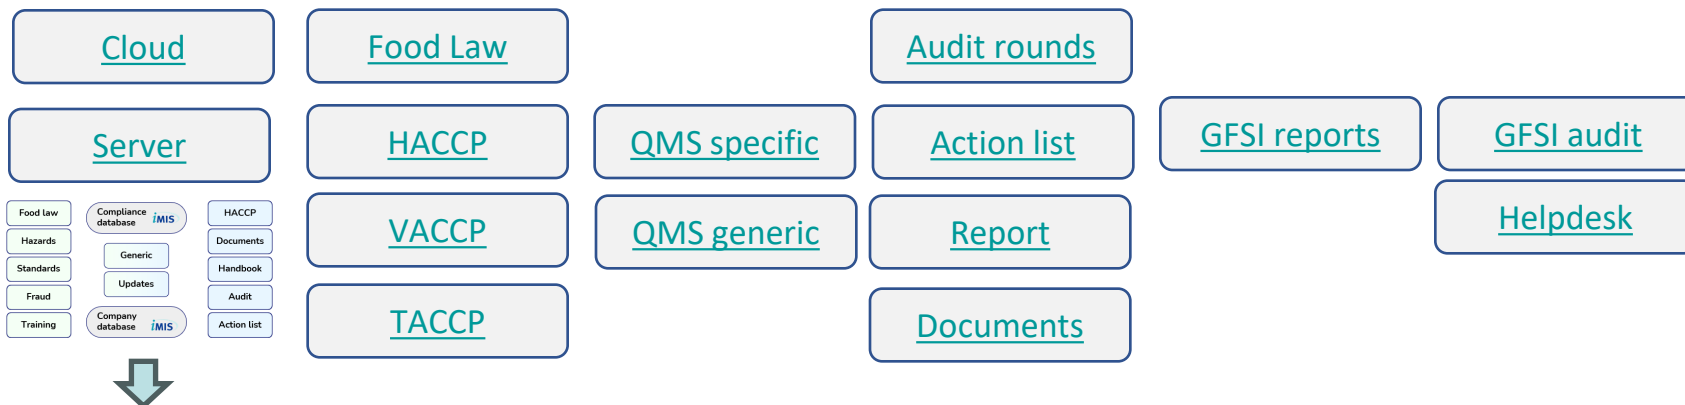 Cloud
Food Law
Audit rounds
Server
HACCP
QMS specific
Action list
GFSI reports
GFSI audit
VACCP
QMS generic
Report
Helpdesk
TACCP
Documents
Food law
Hazards
Standards
Fraud
Training
Compliance
database iMIS
Generic
Updates
Company
database iMIS
HACCP
Documents
Handbook
Audit
Action list